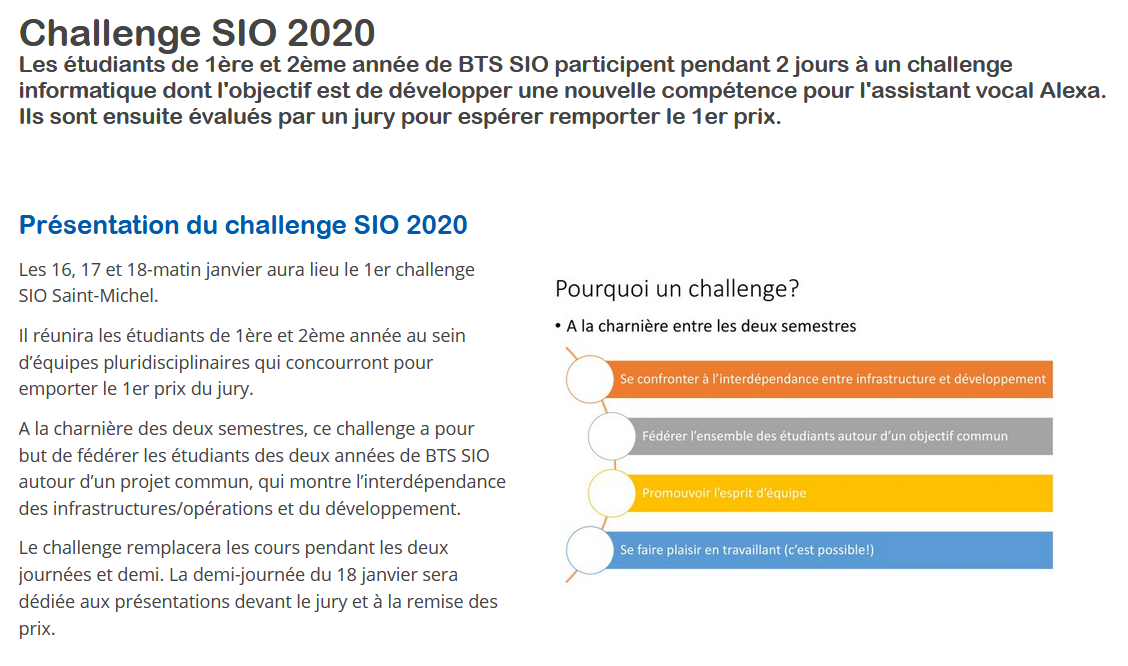 Challenge SIO 2020
Les étudiants de 1ère et 2ème année de BTS SIO participent pendant 2 jours à un challenge
informatique dont l'objectif est de développer une nouvelle compétence pour l'assistant vocal Alexa.
Ils sont ensuite évalués par un jury pour espérer remporter le 1er prix.
Présentation du challenge SIO 2020
Les 16, 17 et 18-matin janvier aura lieu le 1er challenge
SIO Saint-Michel.
Il réunira les étudiants de 1ère et 2ème année au sein
d’équipes pluridisciplinaires qui concourront pour
emporter le 1er prix du jury.
A la charnière des deux semestres, ce challenge a pour
but de fédérer les étudiants des deux années de BTS SIO
autour d’un projet commun, qui montre l’interdépendance
des infrastructures/opérations et du développement.
Le challenge remplacera les cours pendant les deux
journées et demi. La demi-journée du 18 janvier sera
dédiée aux présentations devant le jury et à la remise des
prix.
Pourquoi un challenge?
• A la charnière entre les deux semestres
Se confronter à l’interdépendance entre infrastructure et développement
Fédérer l’ensemble des étudiants autour d’un objectif commun
Promouvoir l’esprit d’équipe
Se faire plaisir en travaillant (c’est possible!)